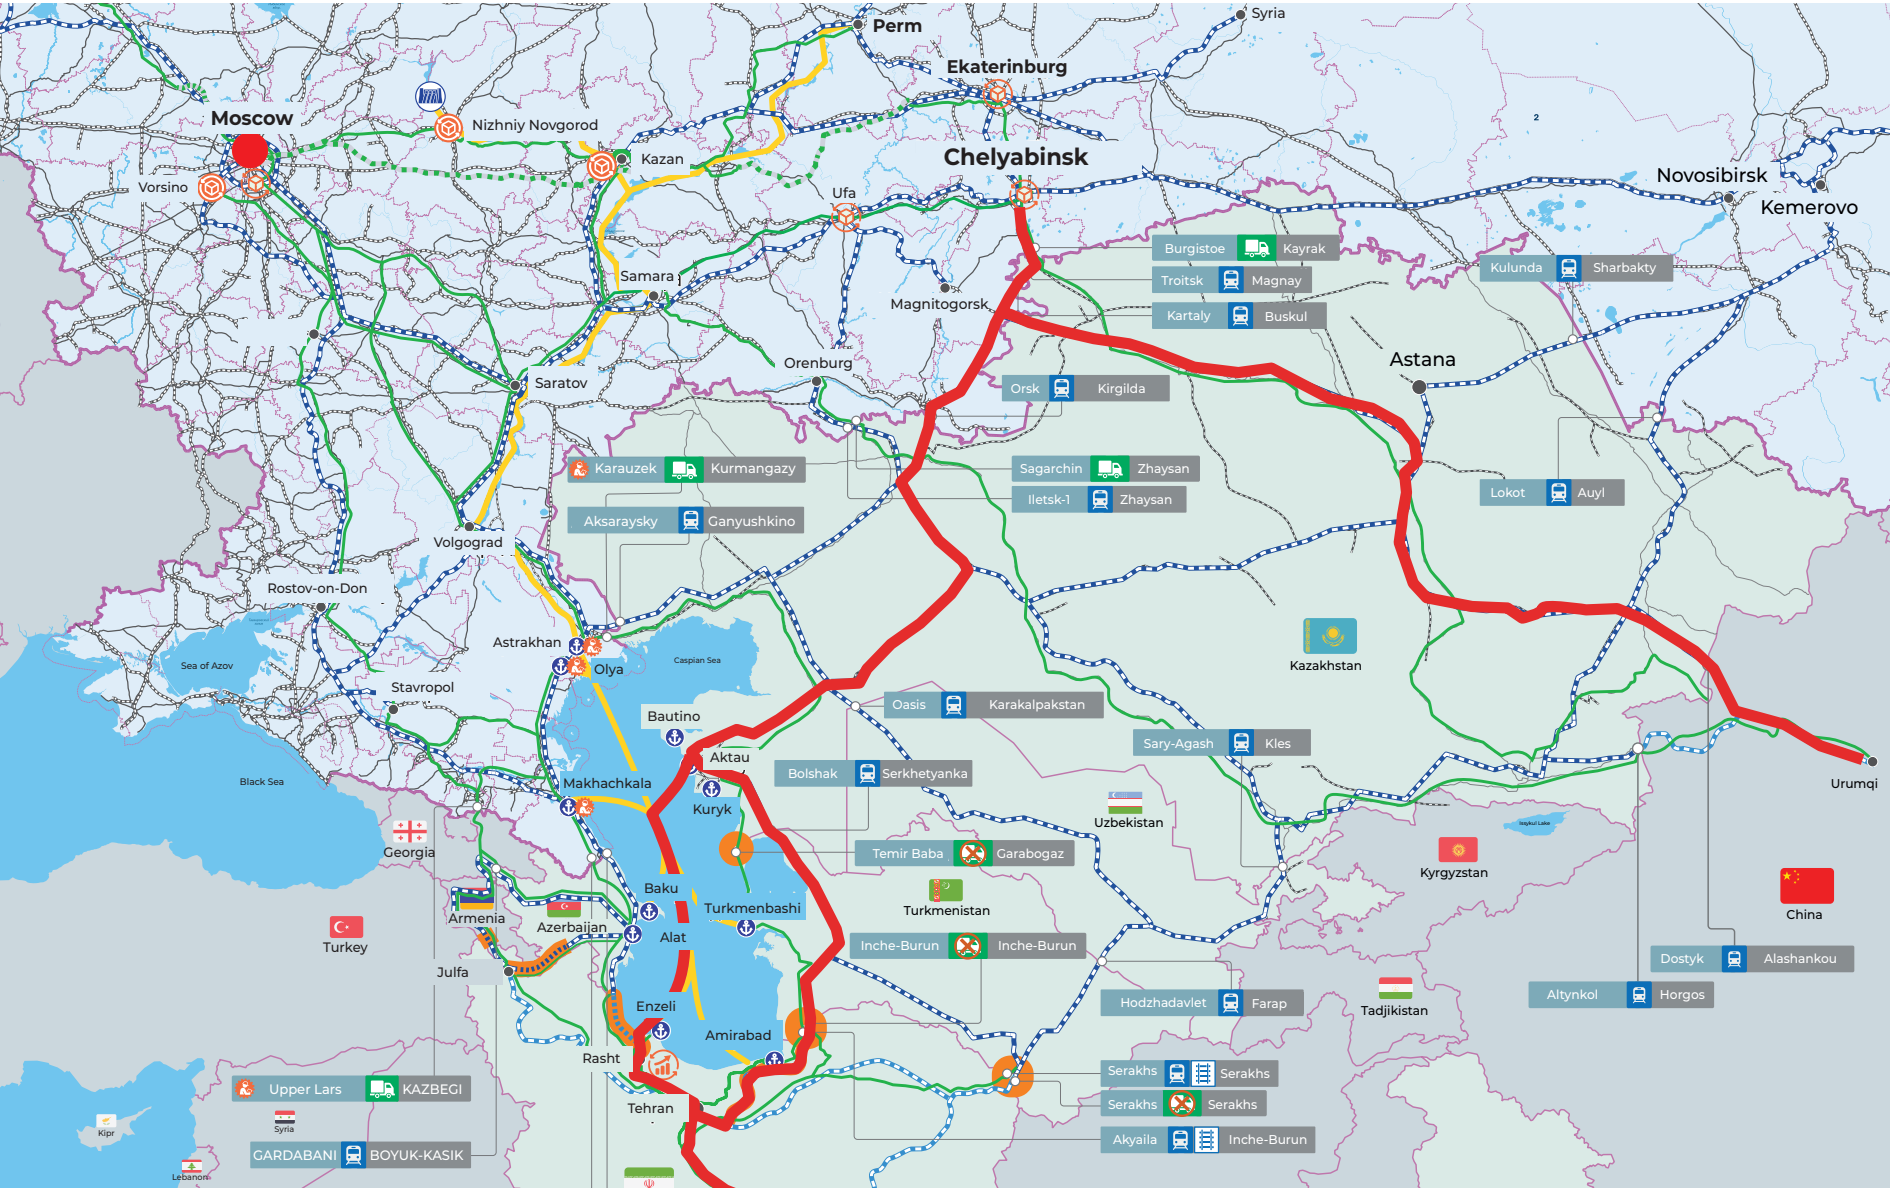 Syria
Perm
Ekaterinburg
Moscow
2
Nizhniy Novgorod
Kazan
Chelyabinsk
Vorsino
Ufa
Novosibirsk
Kemerovo
Burgistoe Kayrak
Kulunda Sharbakty
Samara
Troitsk Magnay
Magnitogorsk
Kartaly Buskul
Orenburg
Astana
Saratov
Orsk Kirgilda
Karauzek Kurmangazy
Sagarchin Zhaysan
Lokot Auyl
Iletsk-1 Zhaysan
Aksaraysky Ganyushkino
Volgograd
Rostov-on-Don
Astrakhan
Sea of Azov
Caspian Sea
Olya
Kazakhstan
Stavropol
Oasis Karakalpakstan
Bautino
Sary-Agash Kles
Aktau
Bolshak Serkhetyanka
Black Sea
Makhachkala
Urumqi
Kuryk
Uzbekistan
Issykul Lake
Georgia
Temir Baba Garabogaz
Kyrgyzstan
Baku
Turkmenbashi
Turkmenistan
China
Armenia
Azerbaijan
Alat
Turkey
Inche-Burun Inche-Burun
Dostyk Alashankou
Julfa
Altynkol Horgos
Hodzhadavlet Farap
Enzeli
Tadjikistan
Amirabad
Rasht
Serakhs Serakhs
Upper Lars KAZBEGI
Tehran
Serakhs Serakhs
Syria
Kipr
Akyaila Inche-Burun
GARDABANI BOYUK-KASIK
Lebanon